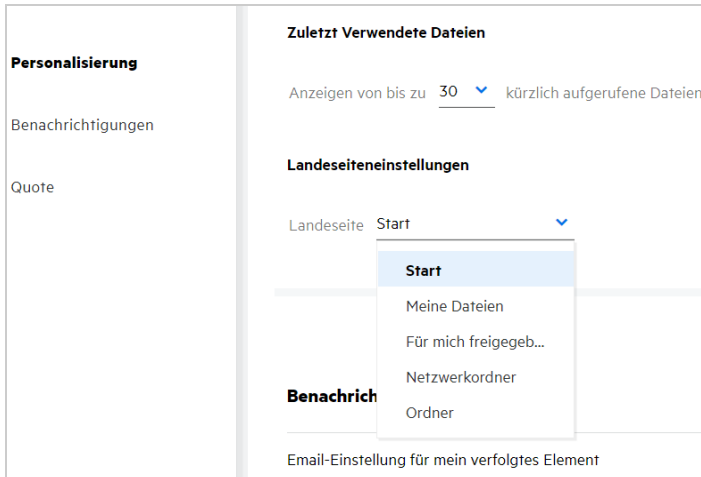 Personalisierung
Benachrichtigungen
Quote
Zuletzt Verwendete Dateien
Anzeigen von bis zu 30 kürzlich aufgerufene Dateien
Landeseiteneinstellungen
Landeseite Start
Start
Meine Dateien
Für mich freigegeb...
Netzwerkordner
Ordner
Benachrich
Email-Einstellung für mein verfolgtes Element